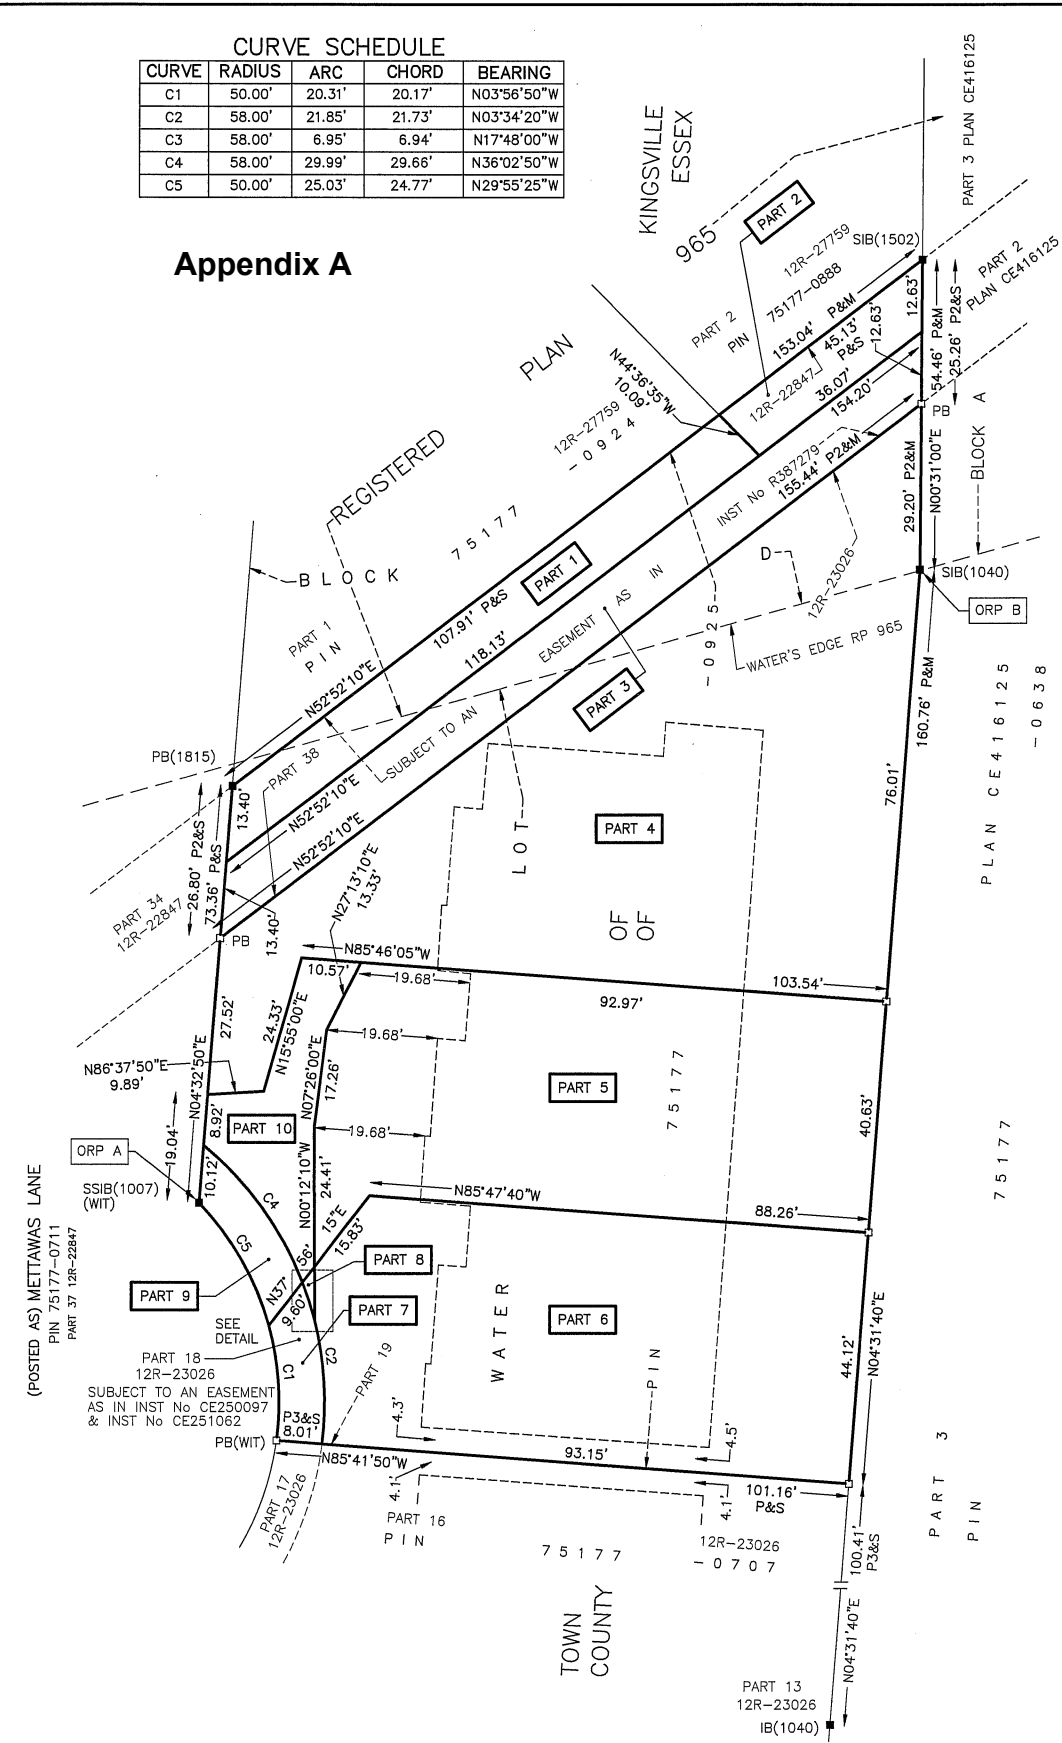 CURVE SCHEDULE
CURVE RADIUS ARC CHORD BEARING
C1 50.00' 20.31' 20.17' N03°56'50"W
C2 58.00' 21.85' 21.73' N03°34'20"W
C3 58.00' 6.95' 6.94' N17°48'00"W
C4 58.00' 29.99' 29.66' N36°02'50"W
C5 50.00' 25.03' 24.77' N29°55'25"W
Appendix A
KINGSVILLE
ESSEX
965
PART 3 PLAN CE416125
PART 2
12R-27759
SIB(1502)
PART 2
PLAN CE416125
PART 2
PIN 75177-0888
153.04' P&M
45.13'
P&S
12R-22847
12.63'
12.63'
54.46' P&M
25.26' P2&S
PLAN
N44°36'35"W
10.09'
12R-27759
-0924
36.07'
154.20'
PB
REGISTERED
75177
INST No R387279
155.44' P2&M
29.20' P2&M
N00°31'00"E
BLOCK A
BLOCK
PART 1
107.91' P&S
118.13'
EASEMENT AS IN
D
12R-23026
SIB(1040)
ORP B
PART 1
PIN
-0925
WATER'S EDGE RP 965
N52°52'10"E
PART 3
PB(1815)
PART 38
SUBJECT TO AN
160.76' P&M
PLAN CE416125
-0638
13.40'
N52°52'10"E
N52°52'10"E
26.80' P2&S
73.36' P&S
PART 34
12R-22847
13.40'
PB
LOT
PART 4
76.01'
OF
OF
N27°13'10"E
13.33'
N85°46'05"W
10.57'
19.68'
103.54'
92.97'
27.52'
24.33'
N15°55'00"E
19.68'
N86°37'50"E
9.89'
N04°32'50"E
N07°26'00"E
17.26'
75177
PART 5
40.63'
8.92'
PART 10
19.68'
19.04'
ORP A
10.12'
SSIB(1007)
(WIT)
C4
N00°12'10"W
24.41'
N85°47'40"W
88.26'
75177
15"E
15.83'
56'
N37°
9.60'
C5
PART 8
PART 9
PART 7
(POSTED AS) METTAWAS LANE
PIN 75177-0711
PART 37 12R-22847
SEE
DETAIL
PART 18
12R-23026
SUBJECT TO AN EASEMENT
AS IN INST No CE250097
& INST No CE251062
C1
C2
PART 19
WATER
PART 6
PIN
44.12'
N04°31'40"E
P3&S
8.01'
PB(WIT)
4.3'
4.5'
N85°41'50"W
93.15'
4.1'
4.1'
101.16'
P&S
PART 17
12R-23026
PART 16
PIN
75177
12R-23026
-0707
100.41'
P3&S
PART 3
PIN
TOWN
COUNTY
N04°31'40"E
PART 13
12R-23026
IB(1040)